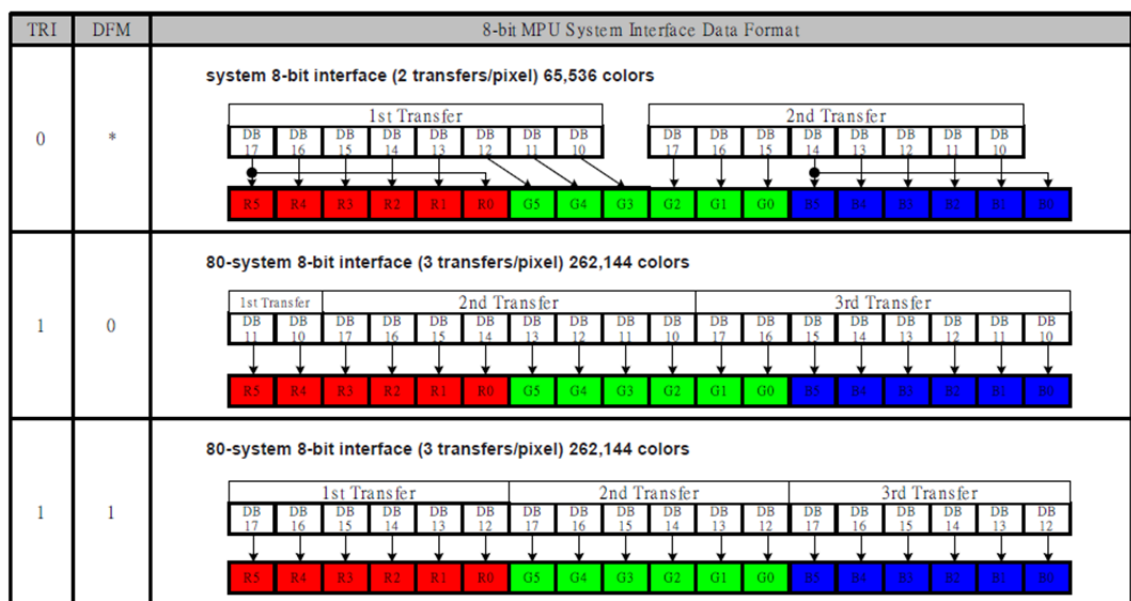 TRI DFM 8-bit MPU System Interface Data Format
system 8-bit interface (2 transfers/pixel) 65,536 colors
1st Transfer 2nd Transfer
DB DB DB DB DB DB DB DB DB DB DB DB DB DB DB DB
0 * 17 16 15 14 13 12 11 10 17 16 15 14 13 12 11 10
R5 R4 R3 R2 R1 R0 G5 G4 G3 G2 G1 G0 B5 B4 B3 B2 B1 B0
80-system 8-bit interface (3 transfers/pixel) 262,144 colors
1st Transfer 2nd Transfer 3rd Transfer
DB DB DB DB DB DB DB DB DB DB DB DB DB DB DB DB DB DB
1 0 11 10 17 16 15 14 13 12 11 10 17 16 15 14 13 12 11 10
R5 R4 R3 R2 R1 R0 G5 G4 G3 G2 G1 G0 B5 B4 B3 B2 B1 B0
80-system 8-bit interface (3 transfers/pixel) 262,144 colors
1st Transfer 2nd Transfer 3rd Transfer
DB DB DB DB DB DB DB DB DB DB DB DB DB DB DB DB DB DB
1 1 17 16 15 14 13 12 17 16 15 14 13 12 17 16 15 14 13 12
R5 R4 R3 R2 R1 R0 G5 G4 G3 G2 G1 G0 B5 B4 B3 B2 B1 B0